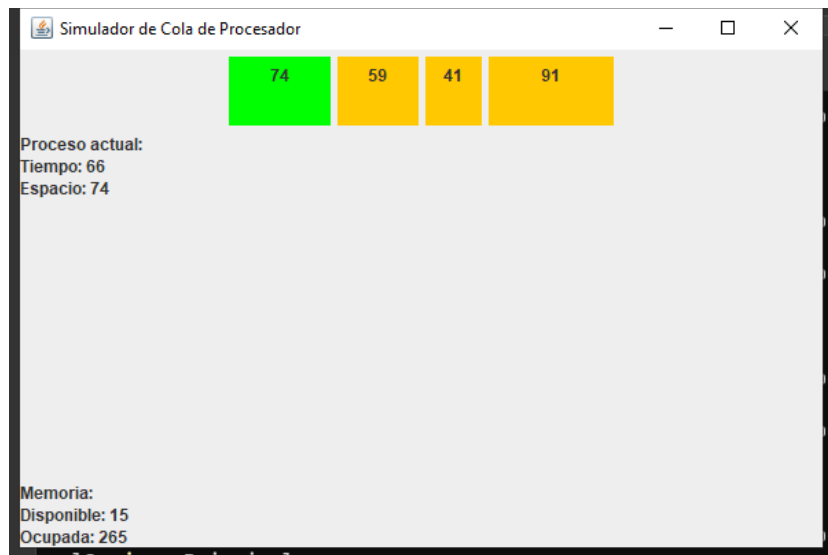 Simulador de Cola de Procesador
74 59 41 91
Proceso actual:
Tiempo: 66
Espacio: 74
Memoria:
Disponible: 15
Ocupada: 265